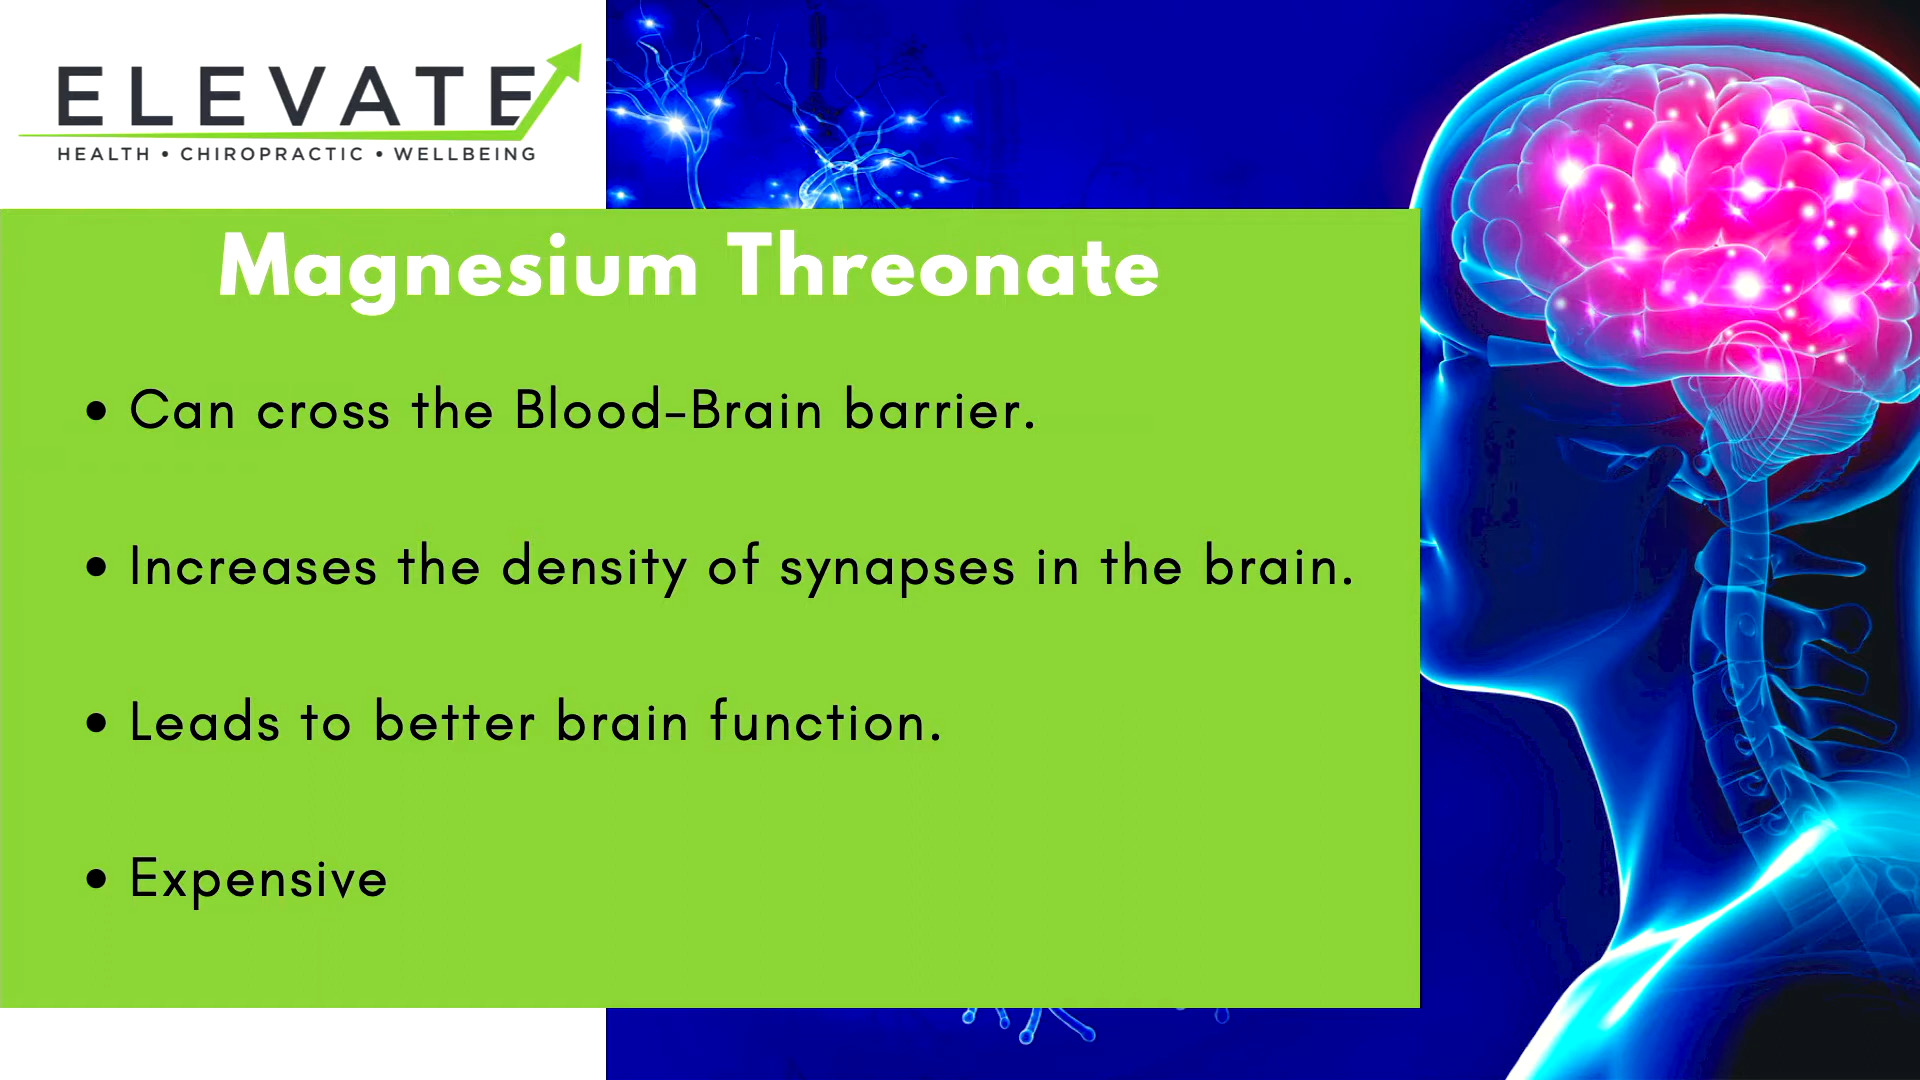 ELEVATE
HEALTH • CHIROPRACTIC • WELLBEING
Magnesium Threonate
• Can cross the Blood-Brain barrier.
• Increases the density of synapses in the brain.
• Leads to better brain function.
• Expensive